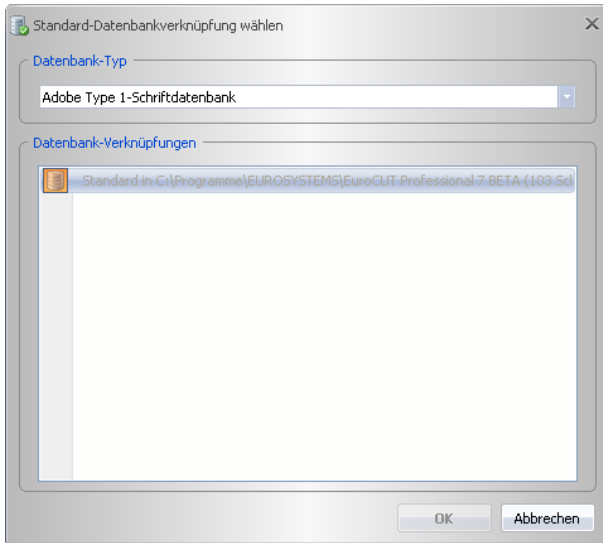 Standard-Datenbankverknüpfung wählen
Datenbank-Typ
Adobe Type 1-Schriftdatenbank
Datenbank-Verknüpfungen
Standard in C:\Programme\EUROSYSTEMS\EuroCUT Professional 7 BETA (103 Scl
OK
Abbrechen